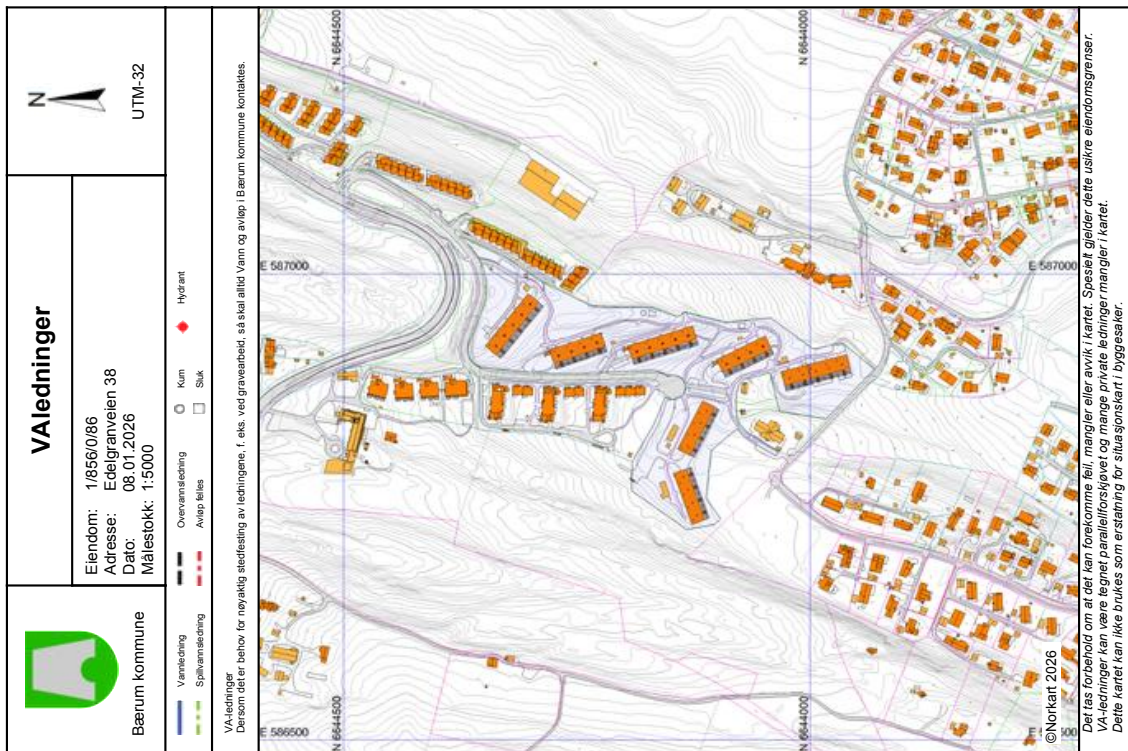 Bærum kommune
VAledninger
Eiendom: 1/856/0/86
Adresse: Edelgranveien 38
Dato: 08.01.2026
Målestokk: 1:5000
N
UTM-32
Vannledning
Overvannsledning
Kum
Hydrant
Spillvannsledning
Avløp felles
Sluk
VA-ledninger
Dersom det er behov for nøyaktig stedfesting av ledningene, f. eks. ved gravearbeid, så skal alltid Vann og avløp i Bærum kommune kontaktes.
N 6644500
N 6644000
E 587000
E 587000
E 586500
N 6644500
N 6644000
©Norkart 2026
Det tas forbehold om at det kan forekomme feil, mangler eller avvik i kartet. Spesielt gjelder dette usikre eiendomsgrenser.
VA-ledninger kan være tegnet parallellforskjøvet og mange private ledninger mangler i kartet.
Dette kartet kan ikke brukes som erstatning for situasjonskart i byggesaker.